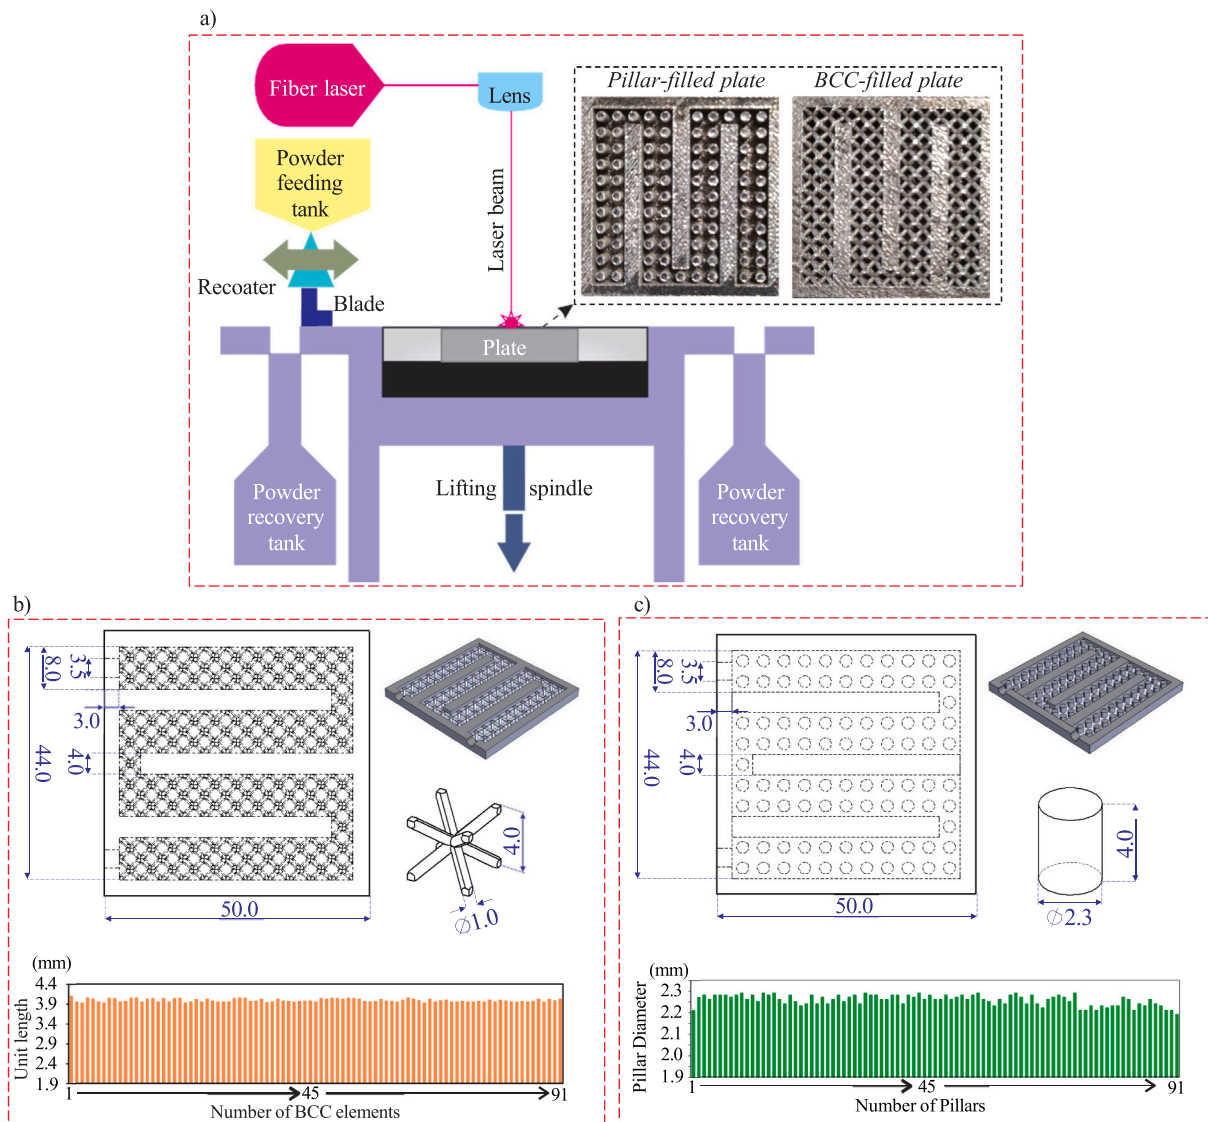 a)
Fiber laser
Lens
Pillar-filled plate
BCC-filled plate
Powder
feeding
tank
Laser beam
Recoater
Blade
Plate
Lifting spindle
Powder
recovery
tank
Powder
recovery
tank
b)
8.0
3.5
3.0
44.0
4.0
50.0
4.0
∅1.0
(mm)
Unit length
4.4
3.9
3.4
2.9
2.4
1.9
1
45
91
Number of BCC elements
c)
8.0
3.5
3.0
44.0
4.0
50.0
4.0
∅2.3
(mm)
Pillar Diameter
2.3
2.2
2.1
2.0
1.9
1
45
91
Number of Pillars